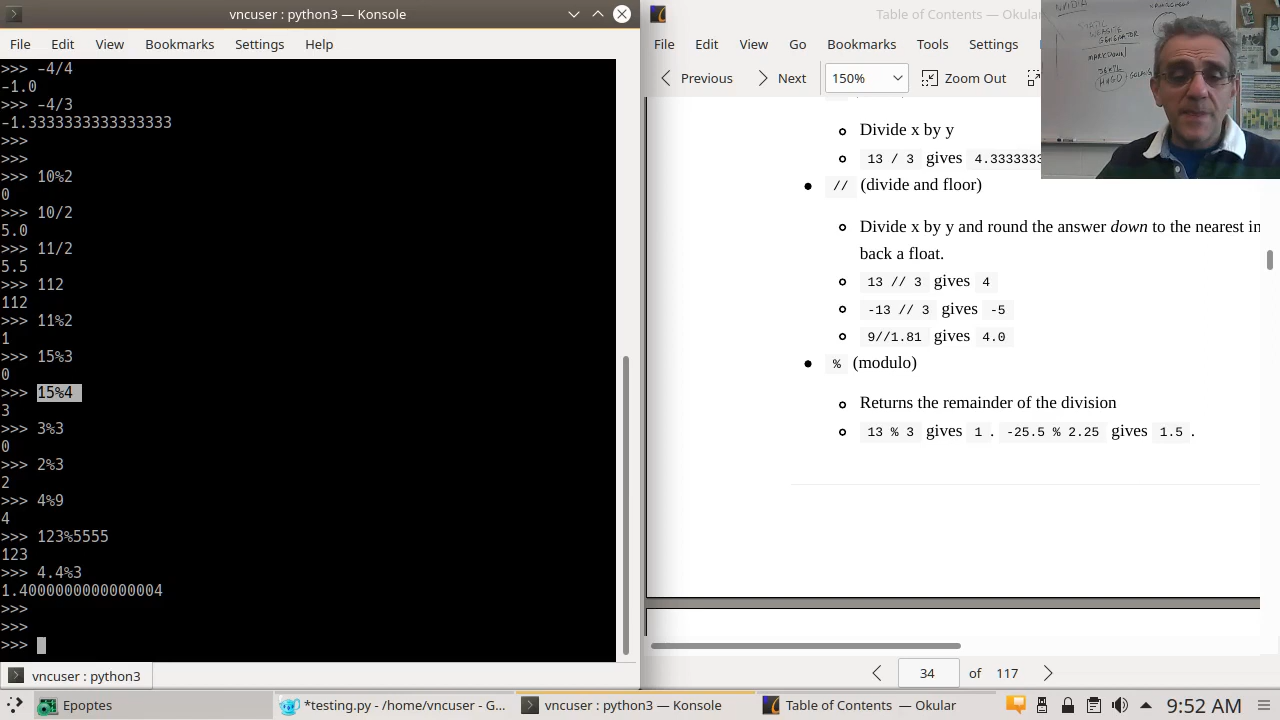 vncuser : python3 — Konsole
File Edit View Bookmarks Settings Help
>>> -4/4
-1.0
>>> -4/3
-1.3333333333333333
>>>
>>>
>>> 10%2
0
>>> 10/2
5.0
>>> 11/2
5.5
>>> 112
112
>>> 11%2
1
>>> 15%3
0
>>> 15%4
3
>>> 3%3
0
>>> 2%3
2
>>> 4%9
4
>>> 123%5555
123
>>> 4.4%3
1.4000000000000004
>>>
>>>
>>>
vncuser : python3
Table of Contents — Okular
File Edit View Go Bookmarks Tools Settings
Previous Next 150% Zoom Out
Divide x by y
13 / 3 gives 4.3333333
// (divide and floor)
Divide x by y and round the answer down to the nearest in
back a float.
13 // 3 gives 4
-13 // 3 gives -5
9//1.81 gives 4.0
% (modulo)
Returns the remainder of the division
13 % 3 gives 1 . -25.5 % 2.25 gives 1.5 .
34 of 117
STATIC
WEBSITE
GENERATOR
MARKDOWN
Epoptes
*testing.py - /home/vncuser - G...
vncuser : python3 — Konsole
Table of Contents — Okular
9:52 AM